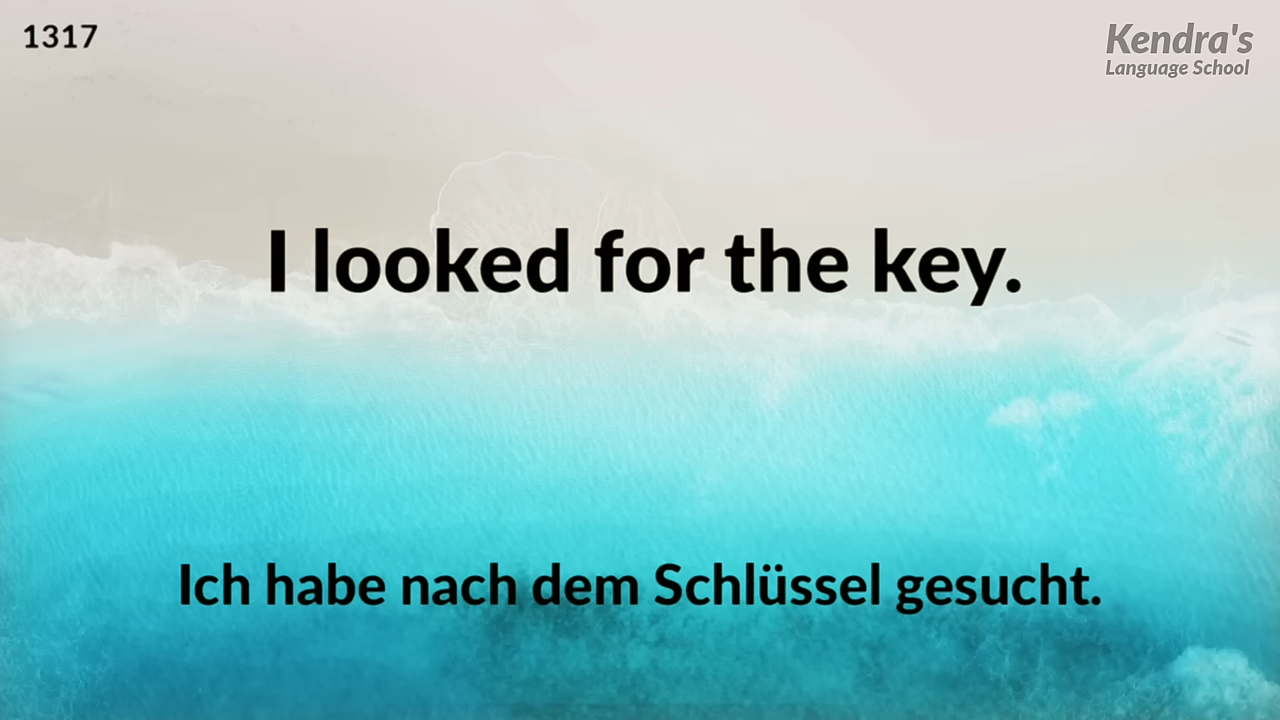 1317
Kendra's
Language School
I looked for the key.
Ich habe nach dem Schlüssel gesucht.